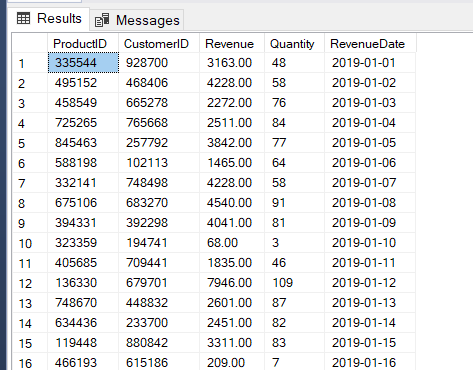 Results Messages
ProductID CustomerID Revenue Quantity RevenueDate
1 335544 928700 3163.00 48 2019-01-01
2 495152 468406 4228.00 58 2019-01-02
3 458549 665278 2272.00 76 2019-01-03
4 725265 765668 2511.00 84 2019-01-04
5 845463 257792 3842.00 77 2019-01-05
6 588198 102113 1465.00 64 2019-01-06
7 332141 748498 4228.00 58 2019-01-07
8 675106 683270 4540.00 91 2019-01-08
9 394331 392298 4041.00 81 2019-01-09
10 323359 194741 68.00 3 2019-01-10
11 405685 709441 1835.00 46 2019-01-11
12 136330 679701 7946.00 109 2019-01-12
13 748670 448832 2601.00 87 2019-01-13
14 634436 233700 2451.00 82 2019-01-14
15 119448 880842 3311.00 83 2019-01-15
16 466193 615186 209.00 7 2019-01-16